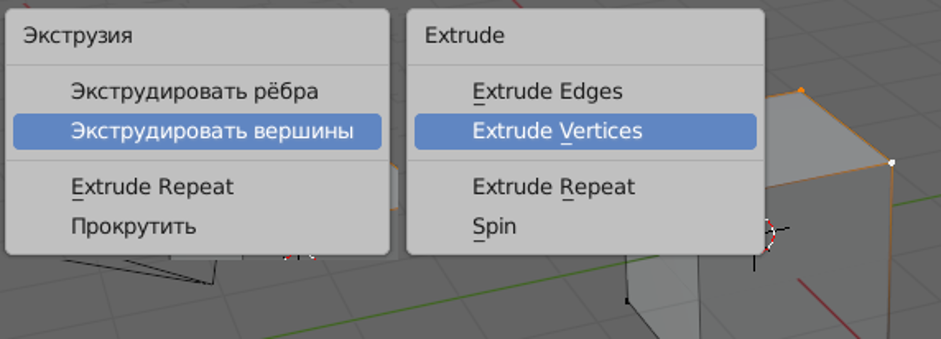 Экструзия
Экструдировать рёбра
Экструдировать вершины
Extrude Repeat
Прокрутить
Extrude
Extrude Edges
Extrude Vertices
Extrude Repeat
Spin